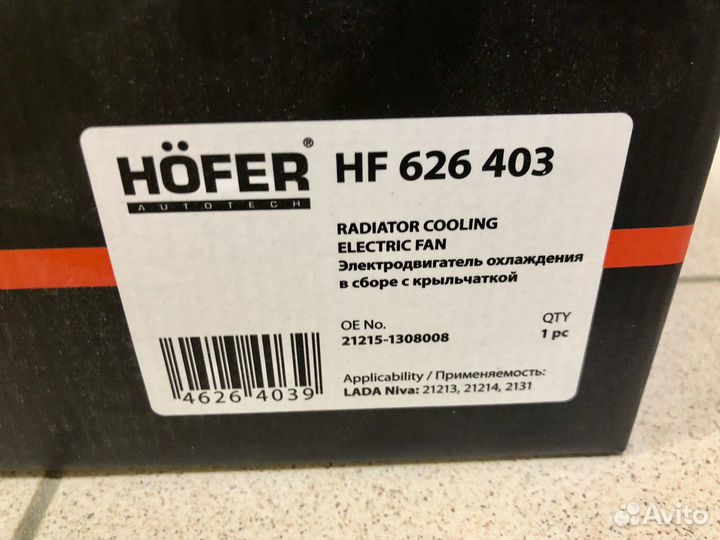 HÖFER®
AUTOTECH
HF 626 403
RADIATOR COOLING
ELECTRIC FAN
Электродвигатель охлаждения
в сборе с крыльчаткой
OE No.
21215-1308008
QTY
1 pc
4626 4039
Applicability / Применяемость:
LADA Niva: 21213, 21214, 2131
Avito